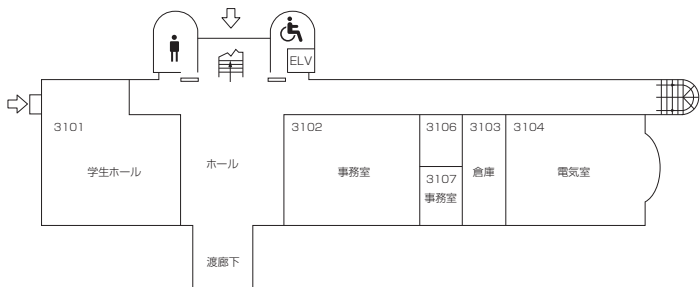 ELV
3101
学生ホール
ホール
3102
事務室
3106
3107
事務室
3103
倉庫
3104
電気室
渡廊下